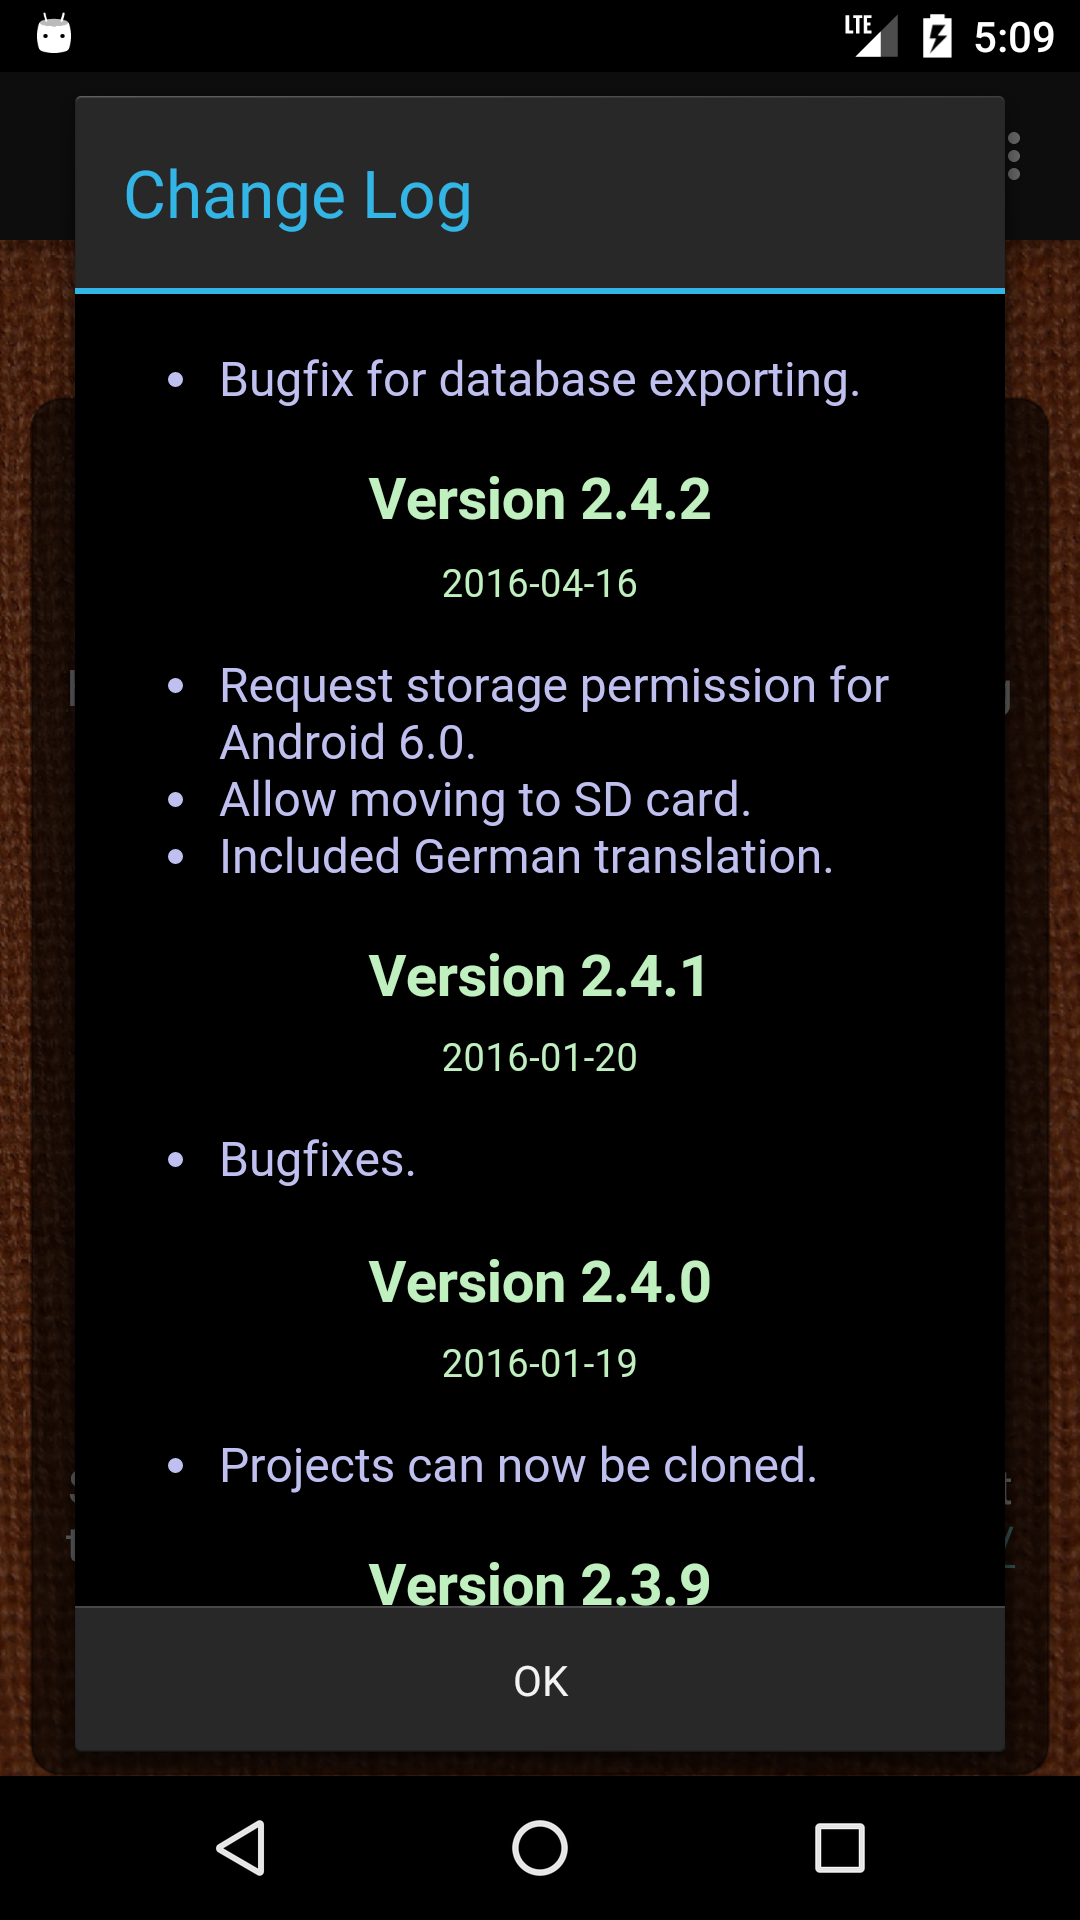 LTE 5:09
Change Log
• Bugfix for database exporting.
Version 2.4.2
2016-04-16
• Request storage permission for
Android 6.0.
• Allow moving to SD card.
• Included German translation.
Version 2.4.1
2016-01-20
• Bugfixes.
Version 2.4.0
2016-01-19
• Projects can now be cloned.
Version 2.3.9
OK